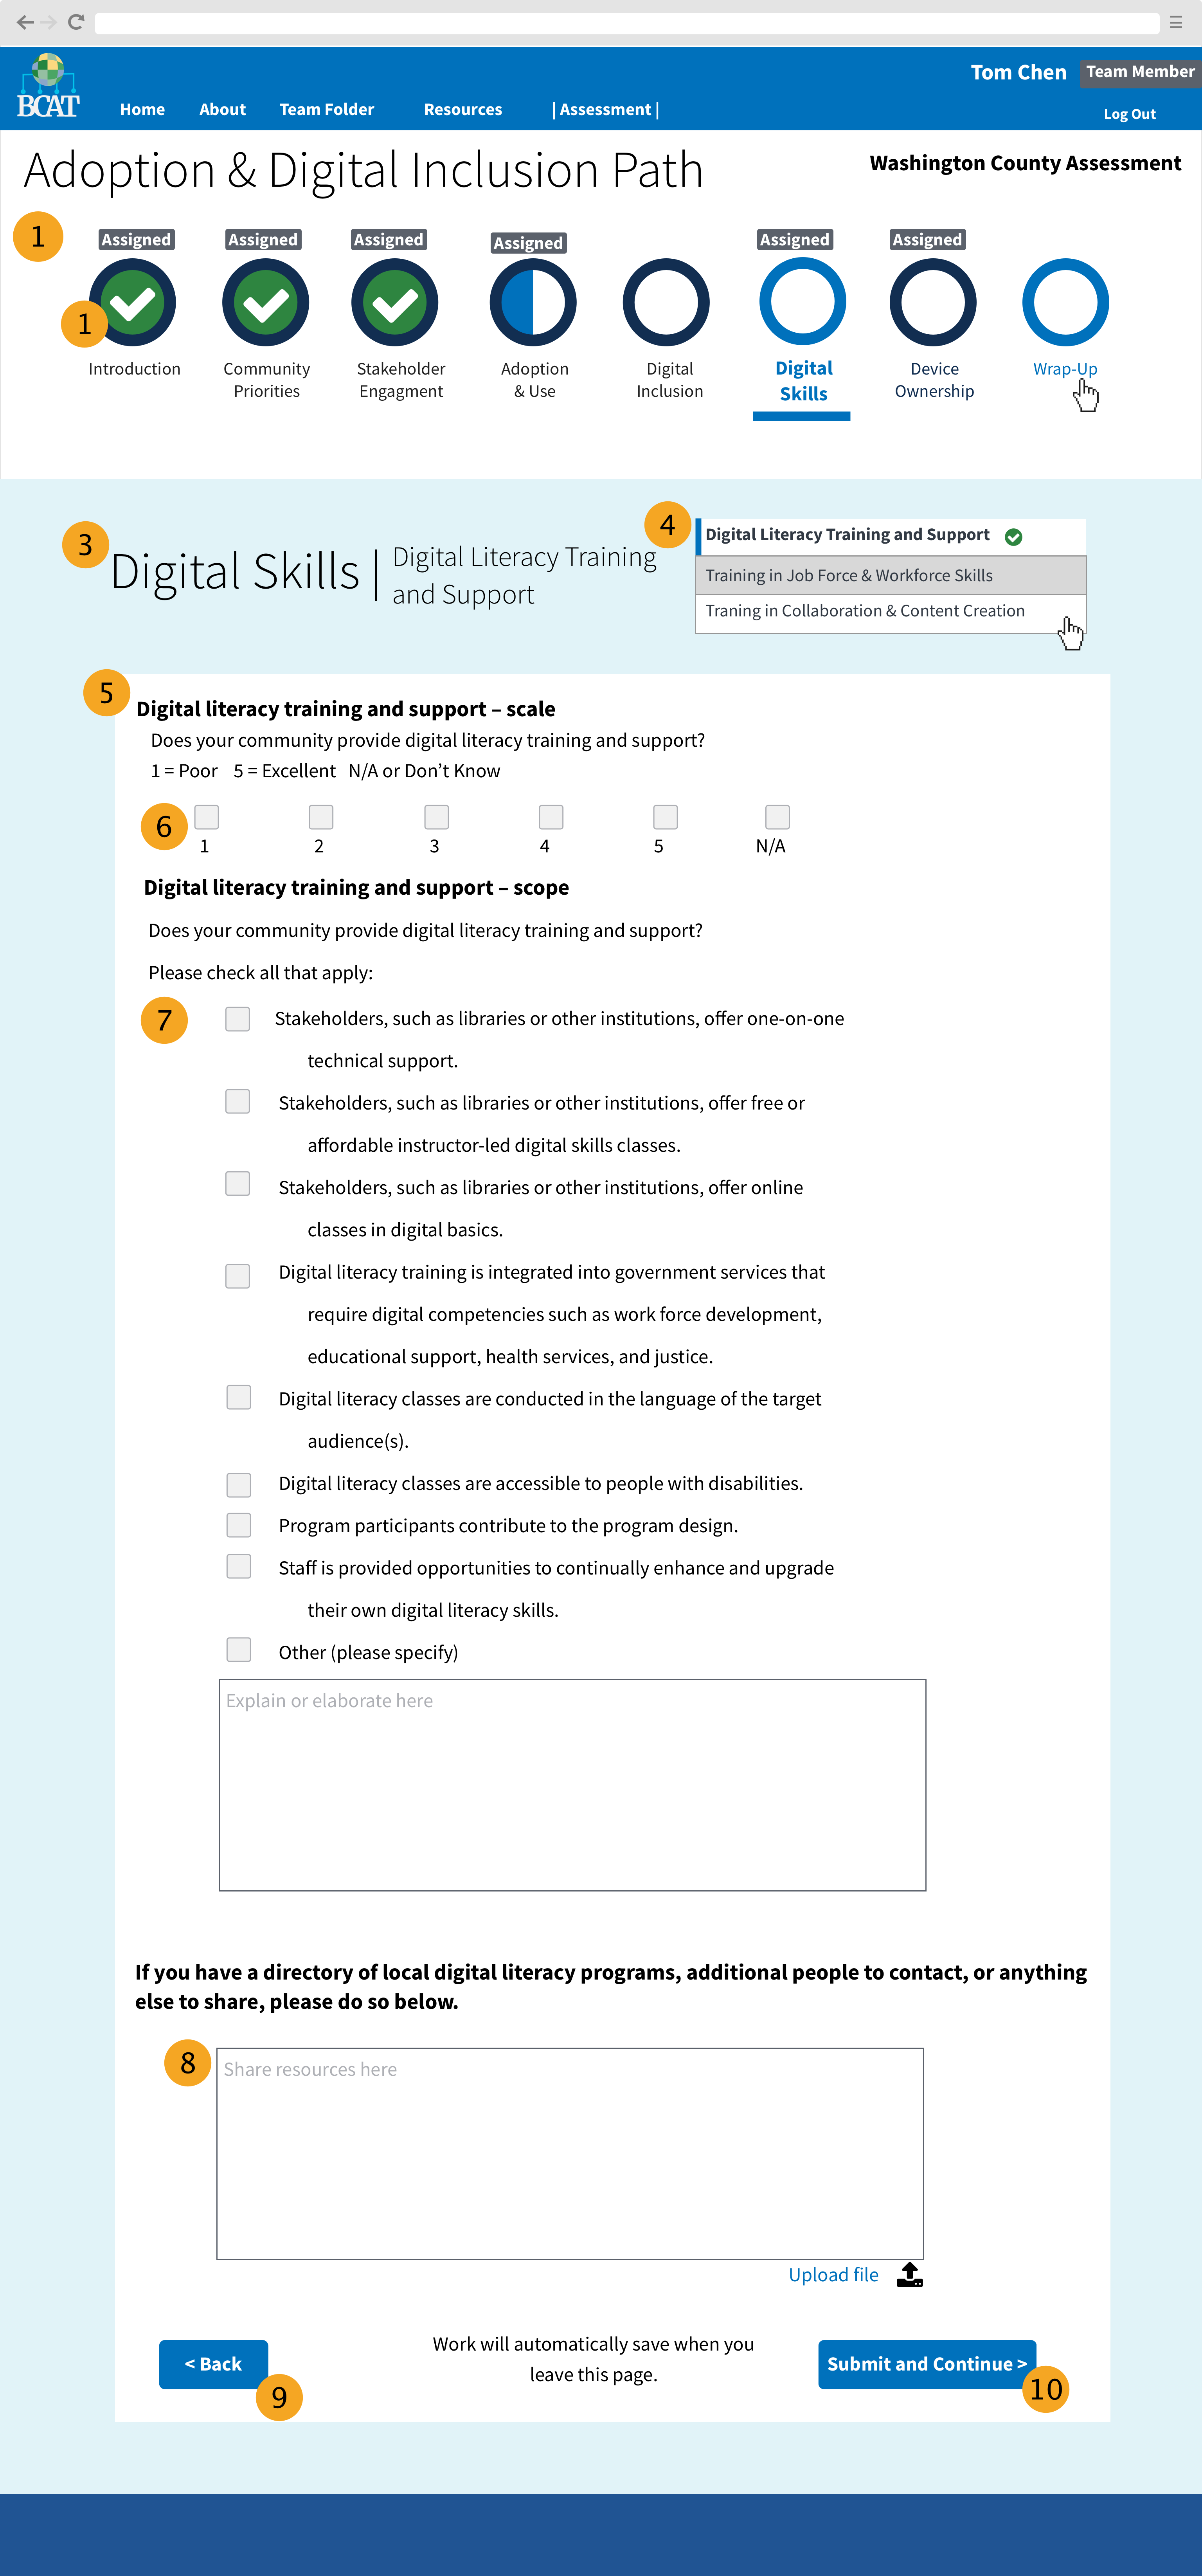 Tom Chen Team Member
BCAT
Home About Team Folder Resources | Assessment |
Log Out
Adoption & Digital Inclusion Path
Washington County Assessment
1
Assigned Assigned Assigned Assigned Assigned Assigned
1
Introduction
Community
Priorities
Stakeholder
Engagment
Adoption
& Use
Digital
Inclusion
Digital
Skills
Device
Ownership
Wrap-Up
3
Digital Skills | Digital Literacy Training
and Support
4
Digital Literacy Training and Support
Training in Job Force & Workforce Skills
Traning in Collaboration & Content Creation
5
Digital literacy training and support – scale
Does your community provide digital literacy training and support?
1 = Poor 5 = Excellent N/A or Don’t Know
6
1 2 3 4 5 N/A
Digital literacy training and support – scope
Does your community provide digital literacy training and support?
Please check all that apply:
7
Stakeholders, such as libraries or other institutions, offer one-on-one
technical support.
Stakeholders, such as libraries or other institutions, offer free or
affordable instructor-led digital skills classes.
Stakeholders, such as libraries or other institutions, offer online
classes in digital basics.
Digital literacy training is integrated into government services that
require digital competencies such as work force development,
educational support, health services, and justice.
Digital literacy classes are conducted in the language of the target
audience(s).
Digital literacy classes are accessible to people with disabilities.
Program participants contribute to the program design.
Staff is provided opportunities to continually enhance and upgrade
their own digital literacy skills.
Other (please specify)
Explain or elaborate here
If you have a directory of local digital literacy programs, additional people to contact, or anything
else to share, please do so below.
8
Share resources here
Upload file
< Back
9
Work will automatically save when you
leave this page.
Submit and Continue >
10